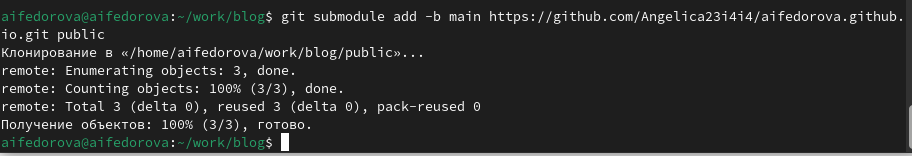 aifedorova@aifedorova:~/work/blog$ git submodule add -b main https://github.com/Angelica23i4i4/aifedorova.github.
io.git public
Клонирование в «/home/aifedorova/work/blog/public»...
remote: Enumerating objects: 3, done.
remote: Counting objects: 100% (3/3), done.
remote: Total 3 (delta 0), reused 3 (delta 0), pack-reused 0
Получение объектов: 100% (3/3), готово.
aifedorova@aifedorova:~/work/blog$